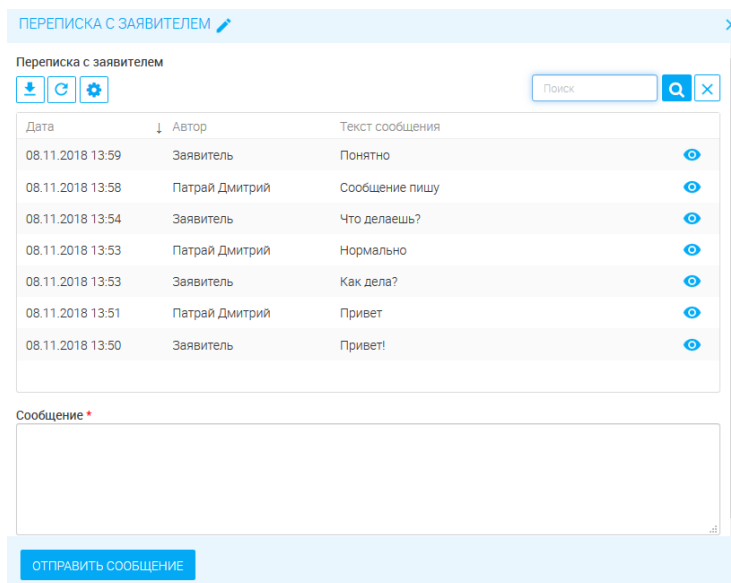 ПЕРЕПИСКА С ЗАЯВИТЕЛЕМ
Переписка с заявителем
Поиск
Дата ↓ Автор Текст сообщения
08.11.2018 13:59 Заявитель Понятно
08.11.2018 13:58 Патрай Дмитрий Сообщение пишу
08.11.2018 13:54 Заявитель Что делаешь?
08.11.2018 13:53 Патрай Дмитрий Нормально
08.11.2018 13:53 Заявитель Как дела?
08.11.2018 13:51 Патрай Дмитрий Привет
08.11.2018 13:50 Заявитель Привет!
Сообщение *
ОТПРАВИТЬ СООБЩЕНИЕ